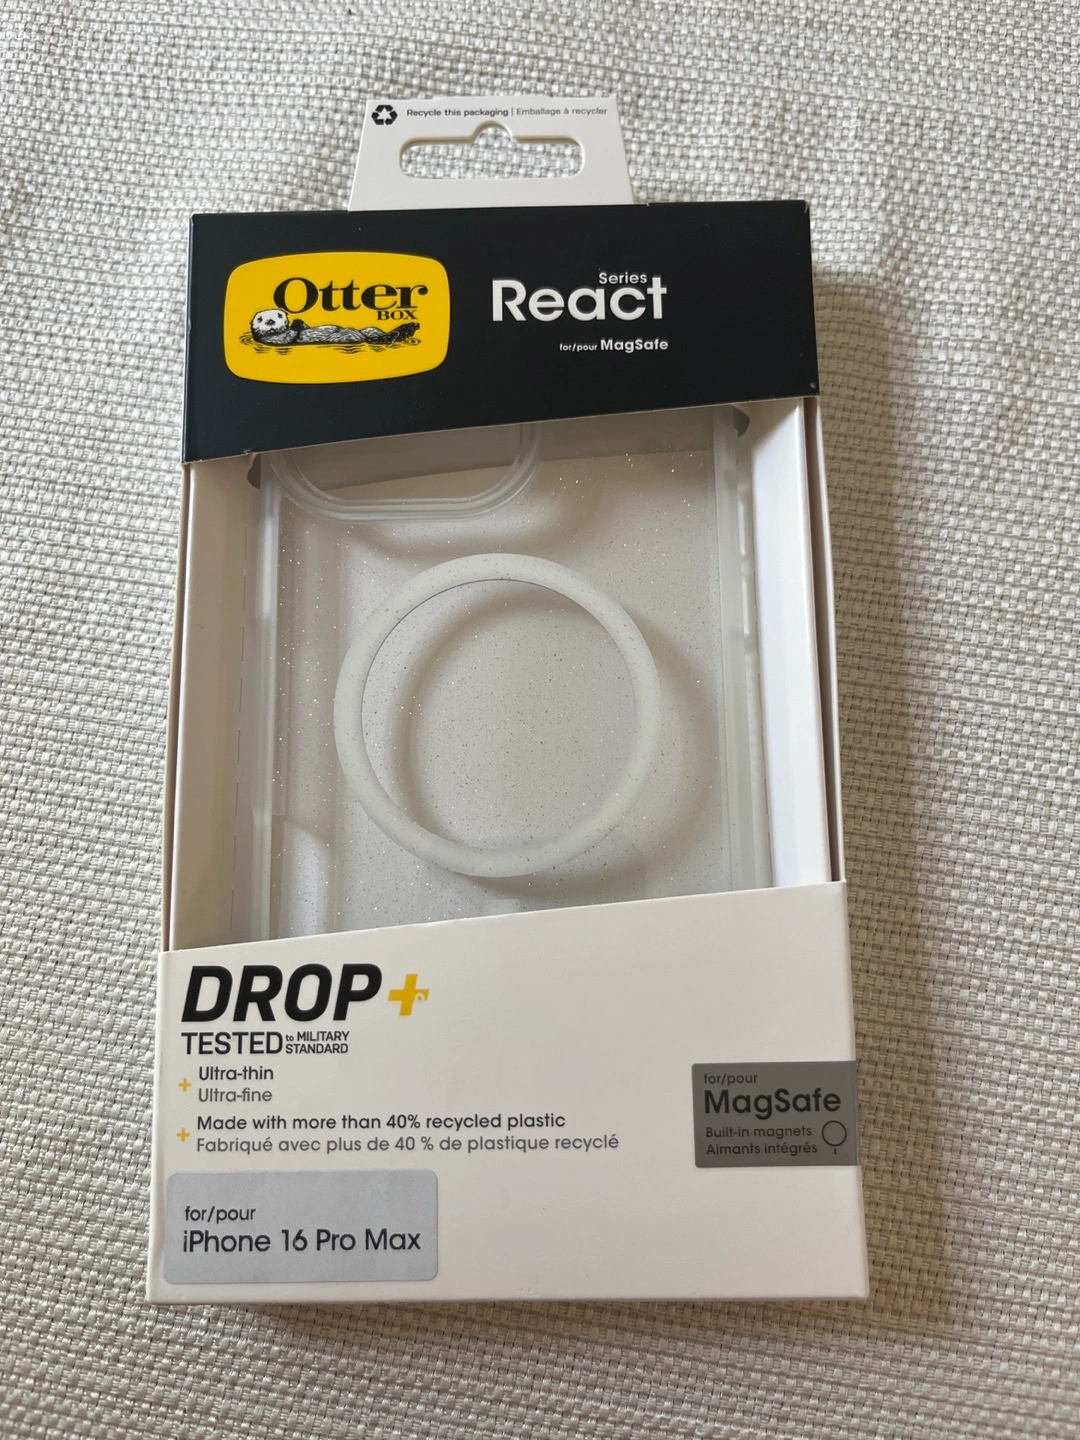 Recycle this packaging | Emballage à recycler
Otter
BOX
Series
React
for/pour MagSafe
DROP+
TESTED to MILITARY STANDARD
+ Ultra-thin
Ultra-fine
+ Made with more than 40% recycled plastic
Fabriqué avec plus de 40 % de plastique recyclé
for/pour
MagSafe
Built-in magnets
Aimants intégrés
for/pour
iPhone 16 Pro Max